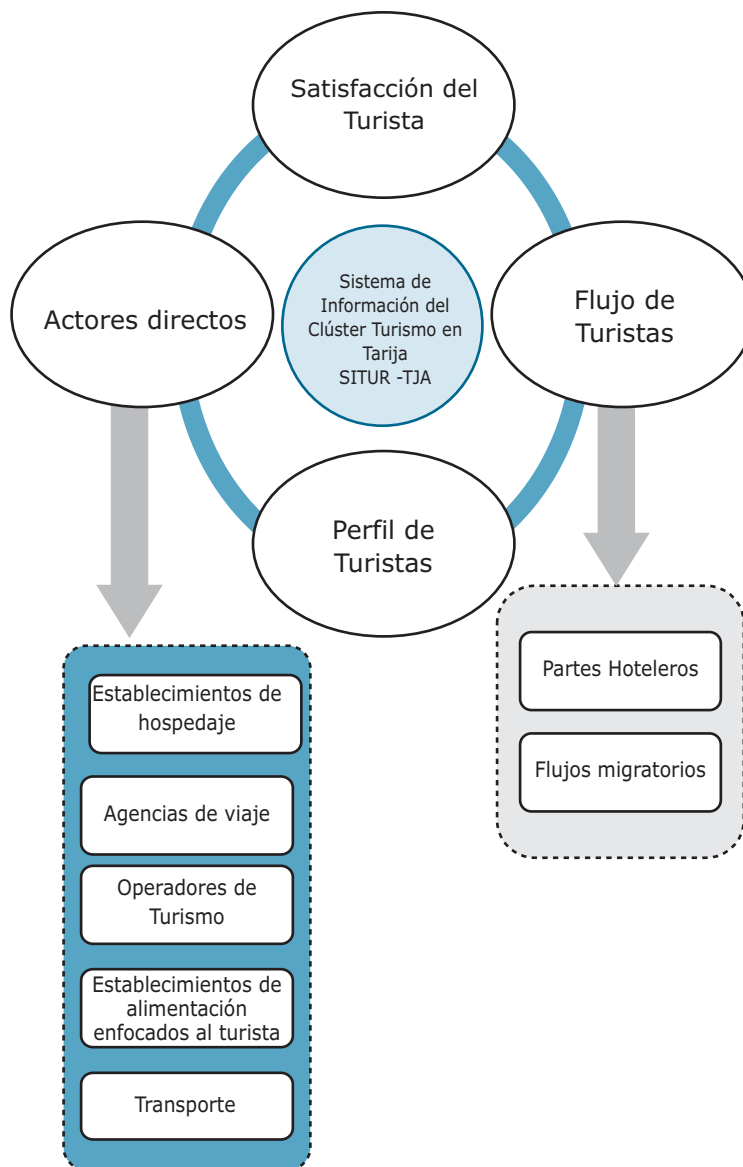 Satisfacción del
Turista
Actores directos
Sistema de
Información del
Clúster Turismo en
Tarija
SITUR -TJA
Flujo de
Turistas
Perfil de
Turistas
Establecimientos de
hospedaje
Agencias de viaje
Operadores de
Turismo
Establecimientos de
alimentación
enfocados al turista
Transporte
Partes Hoteleros
Flujos migratorios